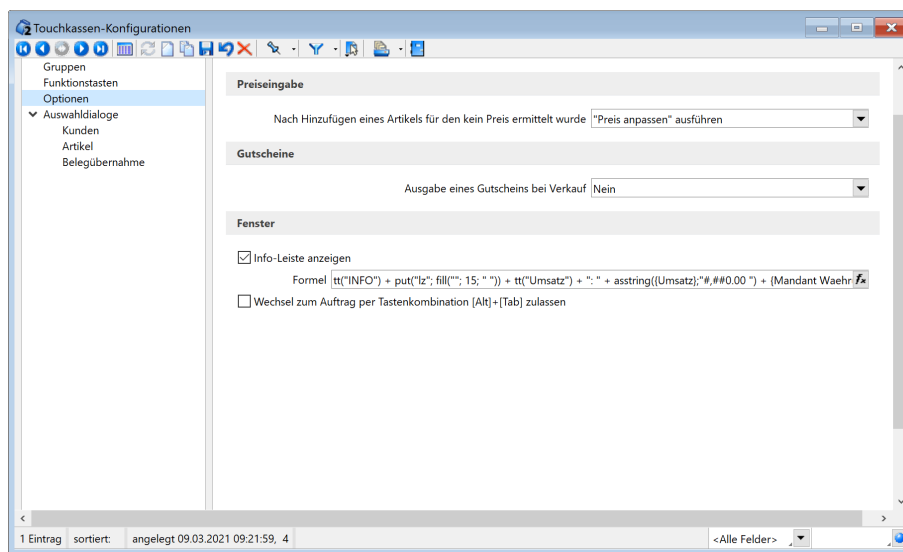 Touchkassen-Konfigurationen
Gruppen
Funktionstasten
Optionen
Auswahldialoge
Kunden
Artikel
Belegübernahme
Preiseingabe
Nach Hinzufügen eines Artikels für den kein Preis ermittelt wurde "Preis anpassen" ausführen
Gutscheine
Ausgabe eines Gutscheins bei Verkauf Nein
Fenster
Info-Leiste anzeigen
Formel tt("INFO") + put("lz"; fill(""; 15; " ")) + tt("Umsatz") + ": " + asstring({Umsatz};"#,##0.00 ") + {Mandant Waehr fx
Wechsel zum Auftrag per Tastenkombination [Alt]+[Tab] zulassen
1 Eintrag sortiert: angelegt 09.03.2021 09:21:59, 4 <Alle Felder>